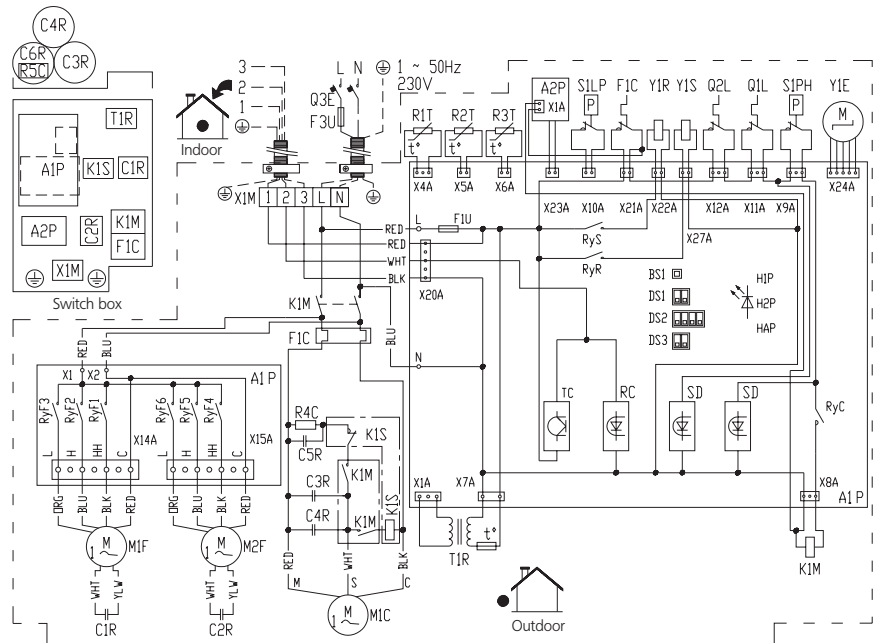 C4R
C6R
R5C
C3R
T1R
A1P
K1S
C1R
A2P
C2R
K1M
F1C
X1M
Switch box
3
2
1
Indoor
L N
1 ~ 50Hz
230V
Q3E
F3U
X1M
1 2 3 L N
R1T R2T R3T
t° t° t°
X4A X5A X6A
A2P
X1A
S1LP F1C Y1R Y1S Q2L Q1L S1PH Y1E
P
P
M
X23A X10A X21A X22A X12A X11A X9A X24A
X27A
L
F1U
RED
RED
WHT
BLK
X20A
RyS
RyR
BS1
DS1
DS2
DS3
H1P
H2P
HAP
K1M
F1C
BLU
N
RED
BLU
X1 X2
A1P
RyF3
RyF2
RyF1
RyF6
RyF5
RyF4
X14A
X15A
L
H
HH
C
L
H
HH
C
ORG
BLU
BLK
RED
ORG
BLU
BLK
RED
M
1 ~
M1F
M
1 ~
M2F
WHT
YLW
WHT
YLW
C1R
C2R
R4C
C5R
K1S
K1M
C3R
C4R
K1M
K1S
RED
WHT
BLK
M S C
M
1 ~
M1C
TC
RC
SD
SD
RyC
X1A
X7A
X8A
A1P
T1R
t°
K1M
Outdoor